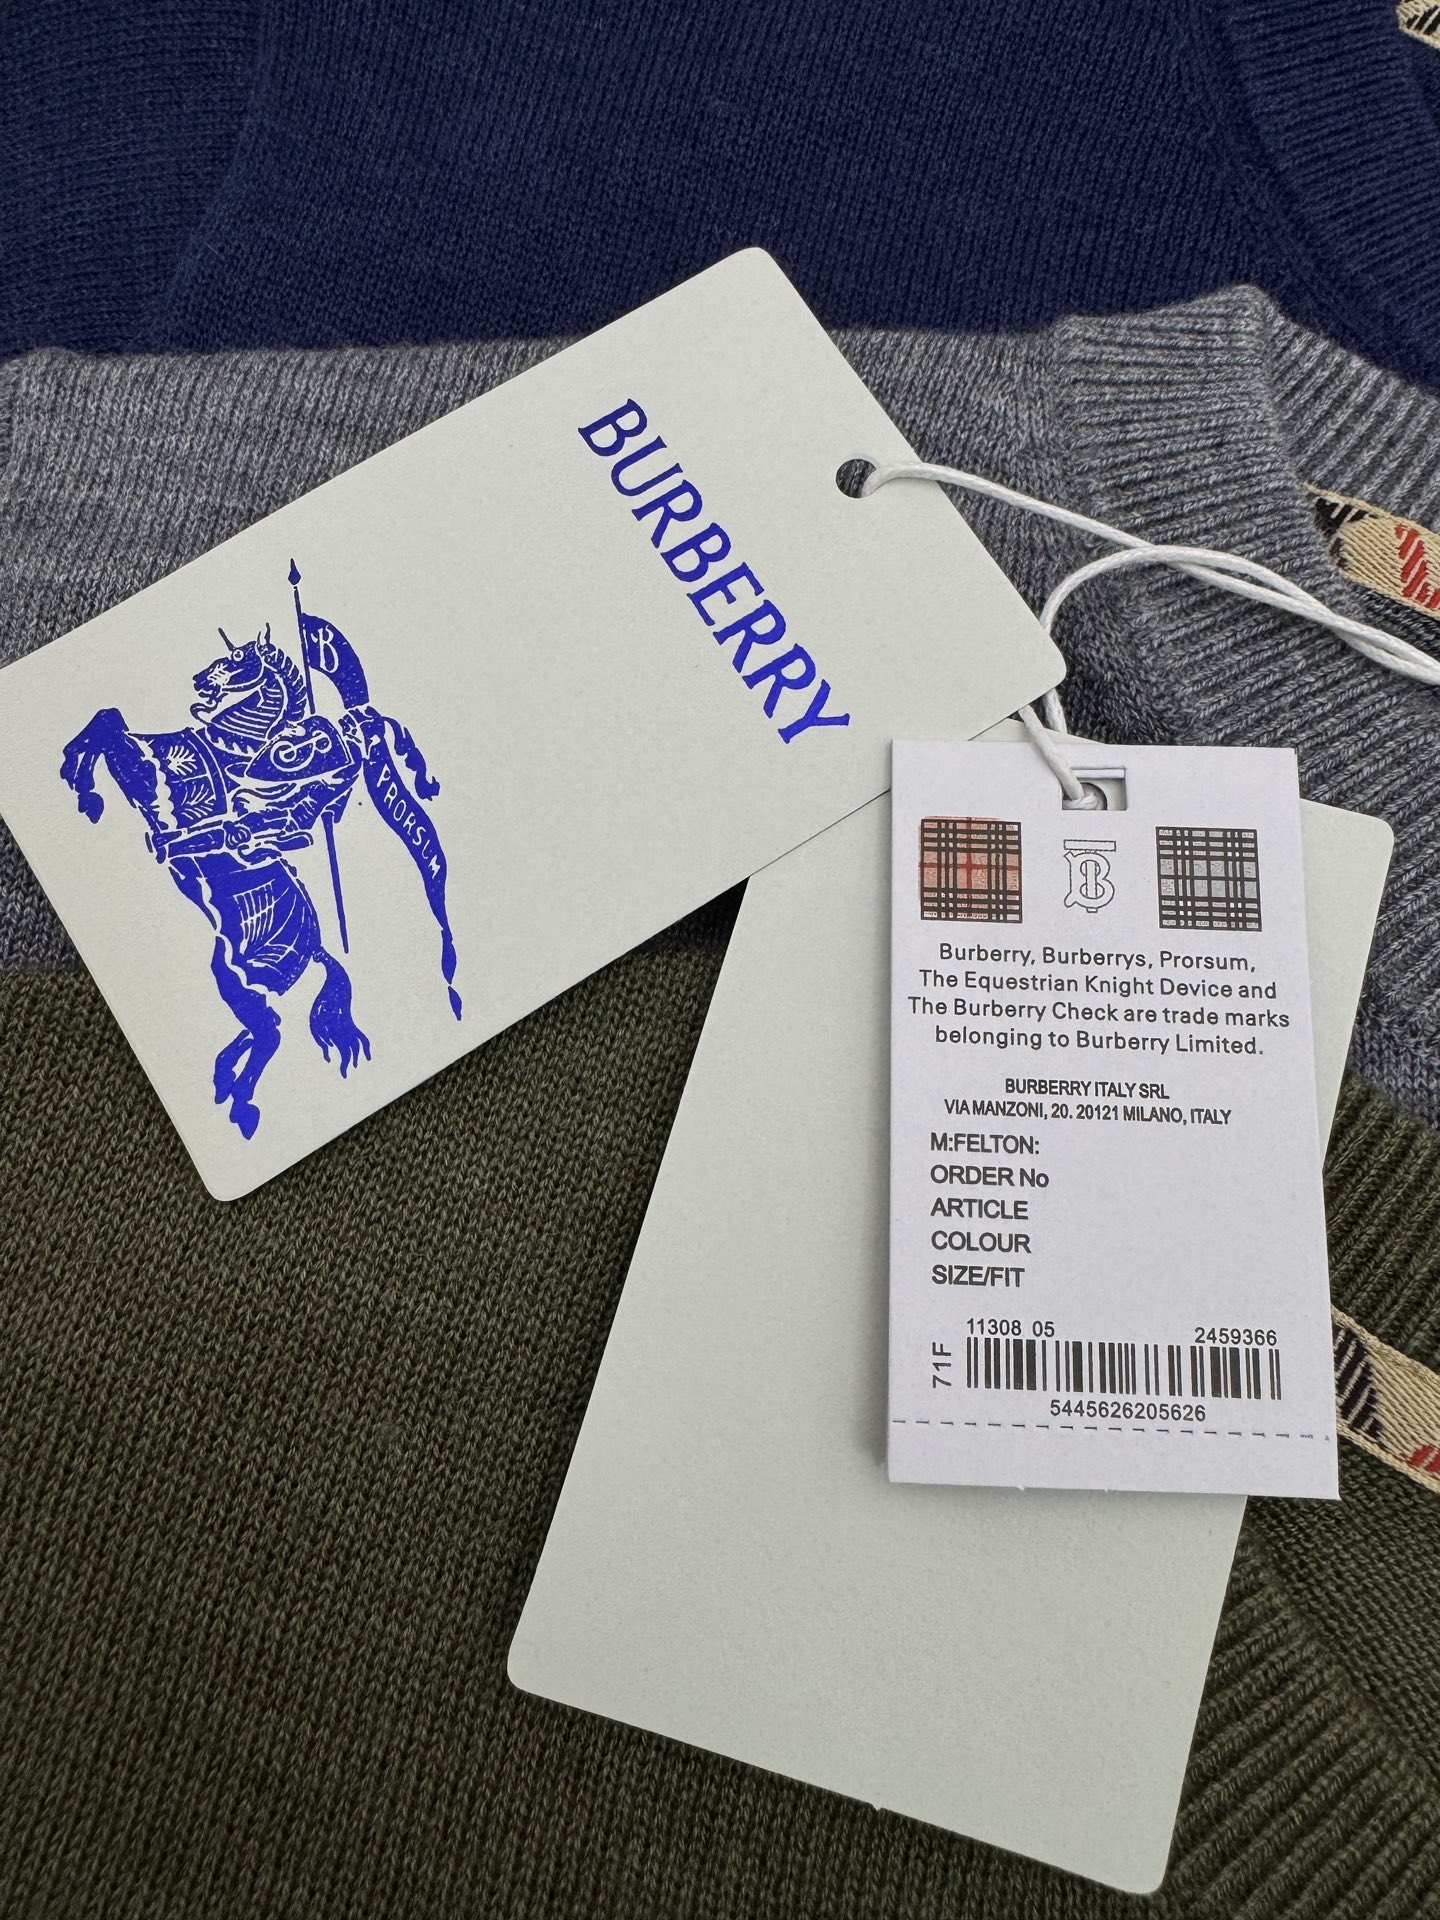 BURBERRY
B
PRORSUM
B
Burberry, Burberrys, Prorsum,
The Equestrian Knight Device and
The Burberry Check are trade marks
belonging to Burberry Limited.
BURBERRY ITALY SRL
VIA MANZONI, 20. 20121 MILANO, ITALY
M:FELTON:
ORDER No
ARTICLE
COLOUR
SIZE/FIT
11308 05 2459366
71F
5445626205626